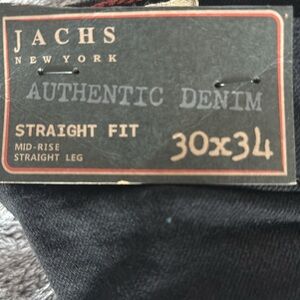 JACHS
NEW YORK
AUTHENTIC DENIM
STRAIGHT FIT
MID-RISE
STRAIGHT LEG
30x34